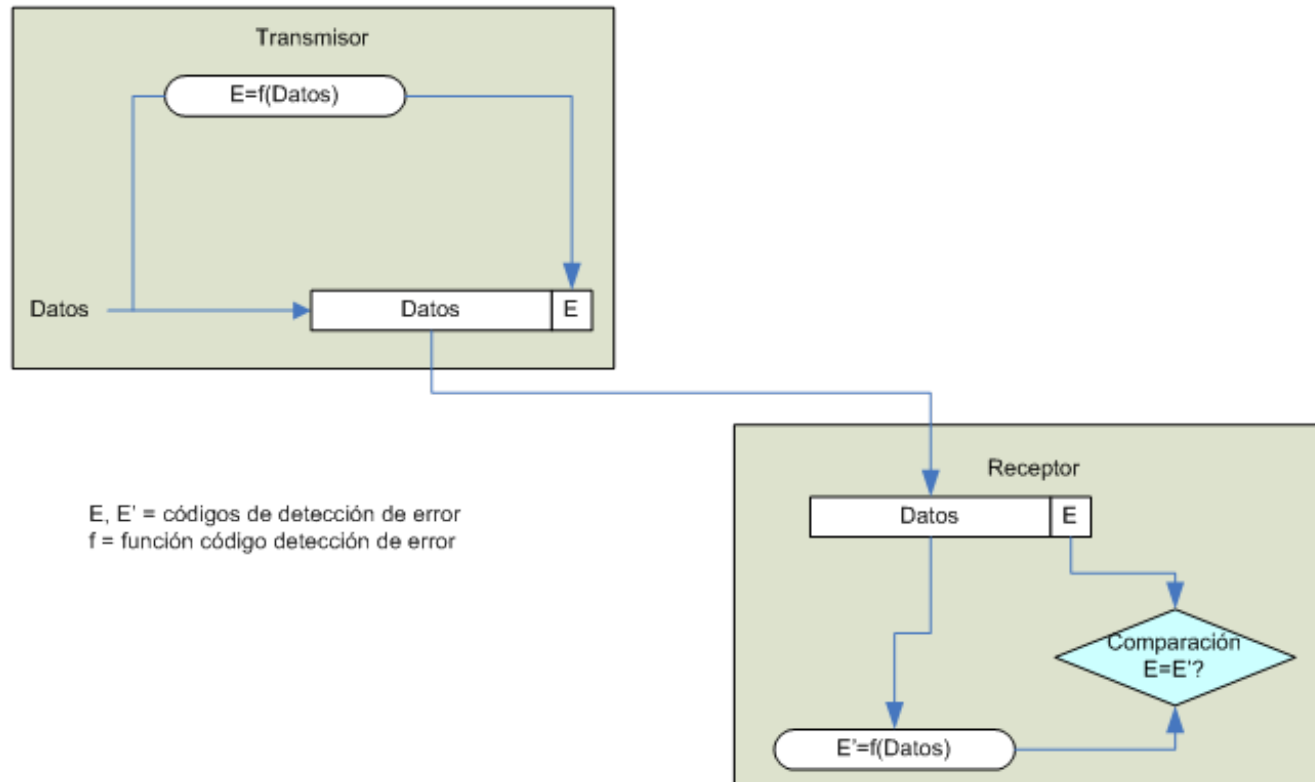 Transmisor
E=f(Datos)
Datos
Datos
E
E, E' = códigos de detección de error
f = función código detección de error
Receptor
Datos
E
Comparación
E=E'?
E'=f(Datos)